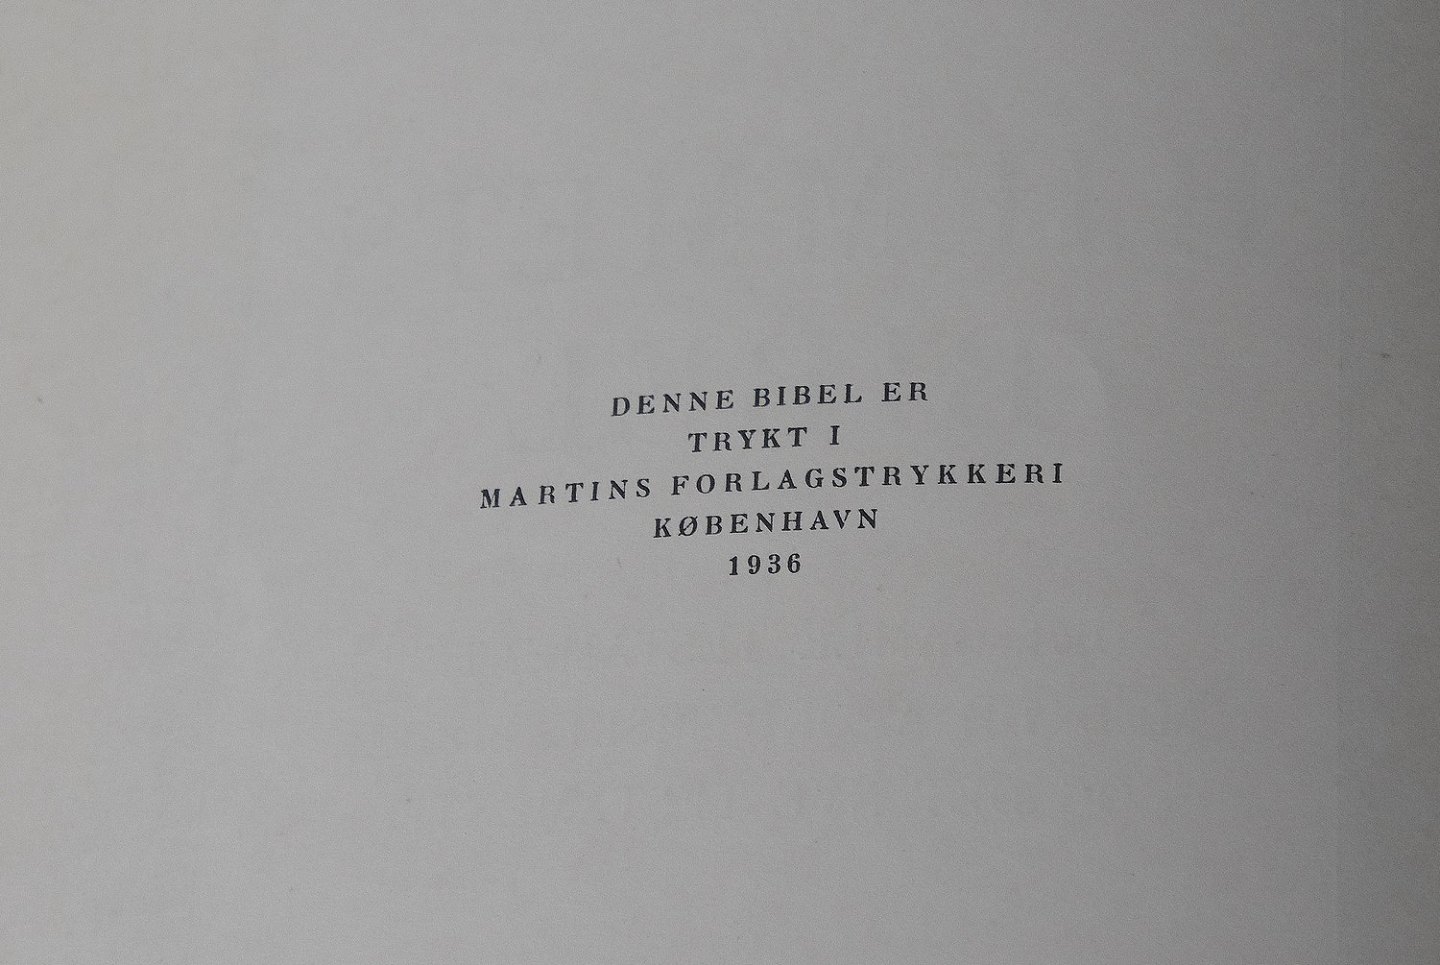 DENNE BIBEL ER
TRYKT I
MARTINS FORLAGSTRYKKERI
KØBENHAVN
1936